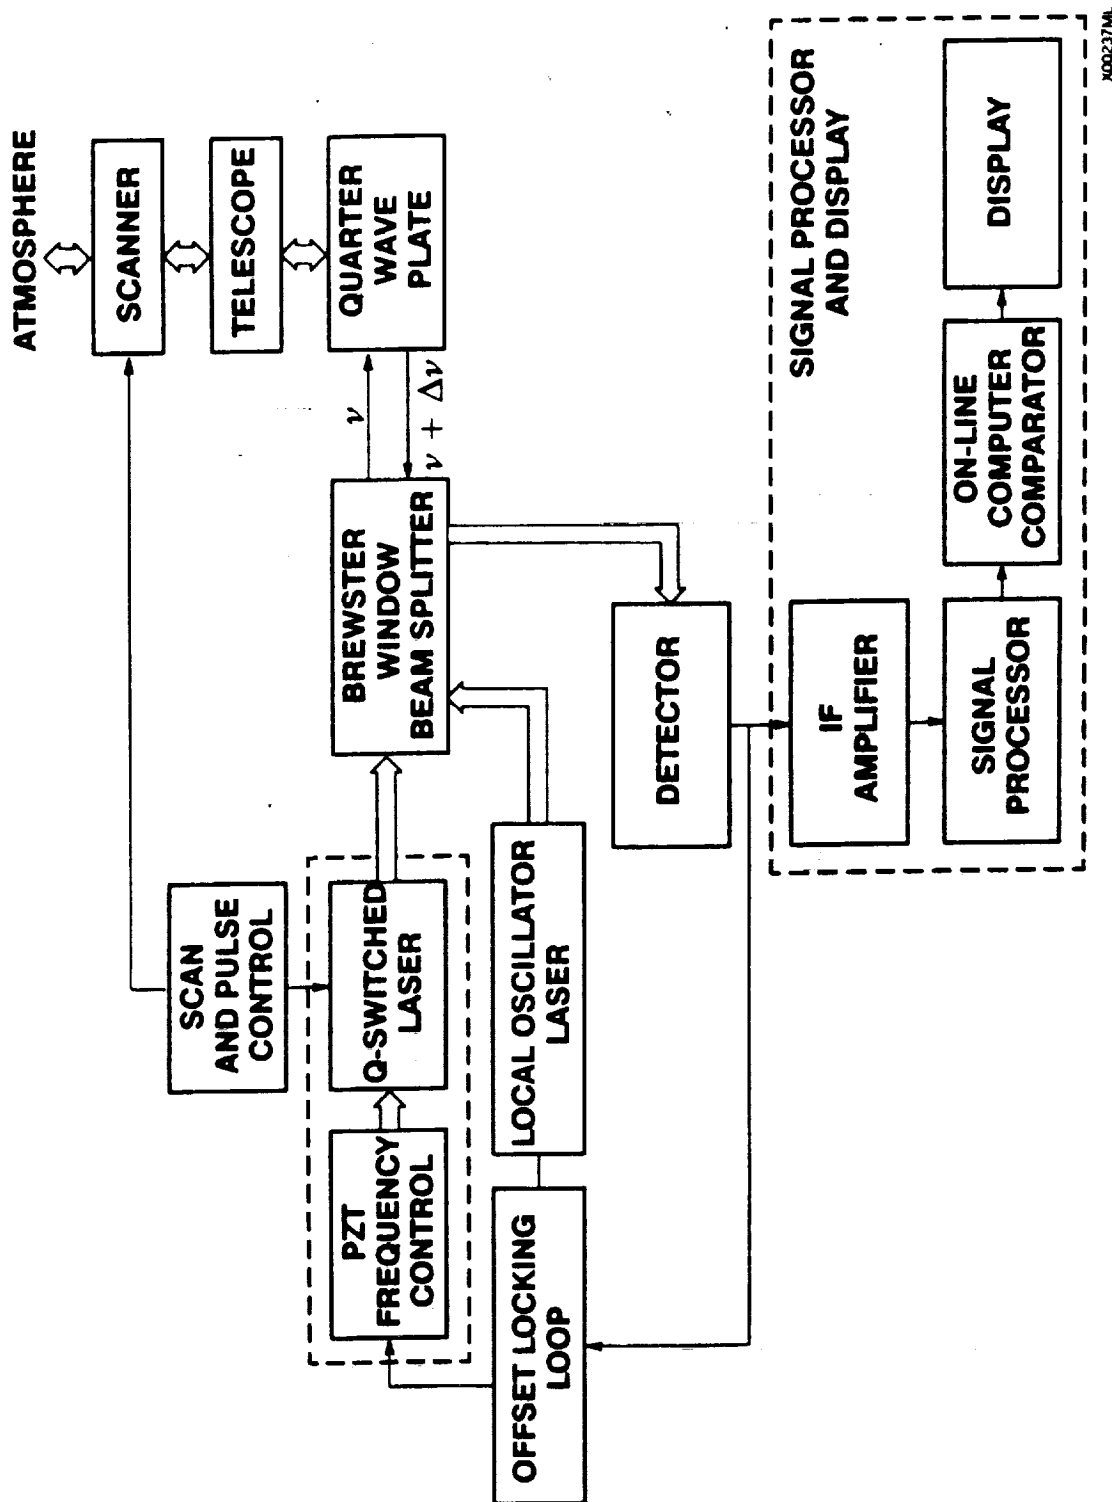 ATMOSPHERE
SCANNER
TELESCOPE
QUARTER
WAVE
PLATE
ν
ν + Δν
SCAN
AND PULSE
CONTROL
PZT
FREQUENCY
CONTROL
Q-SWITCHED
LASER
BREWSTER
WINDOW
BEAM SPLITTER
OFFSET LOCKING
LOOP
LOCAL OSCILLATOR
LASER
DETECTOR
SIGNAL PROCESSOR
AND DISPLAY
IF
AMPLIFIER
SIGNAL
PROCESSOR
ON-LINE
COMPUTER
COMPARATOR
DISPLAY